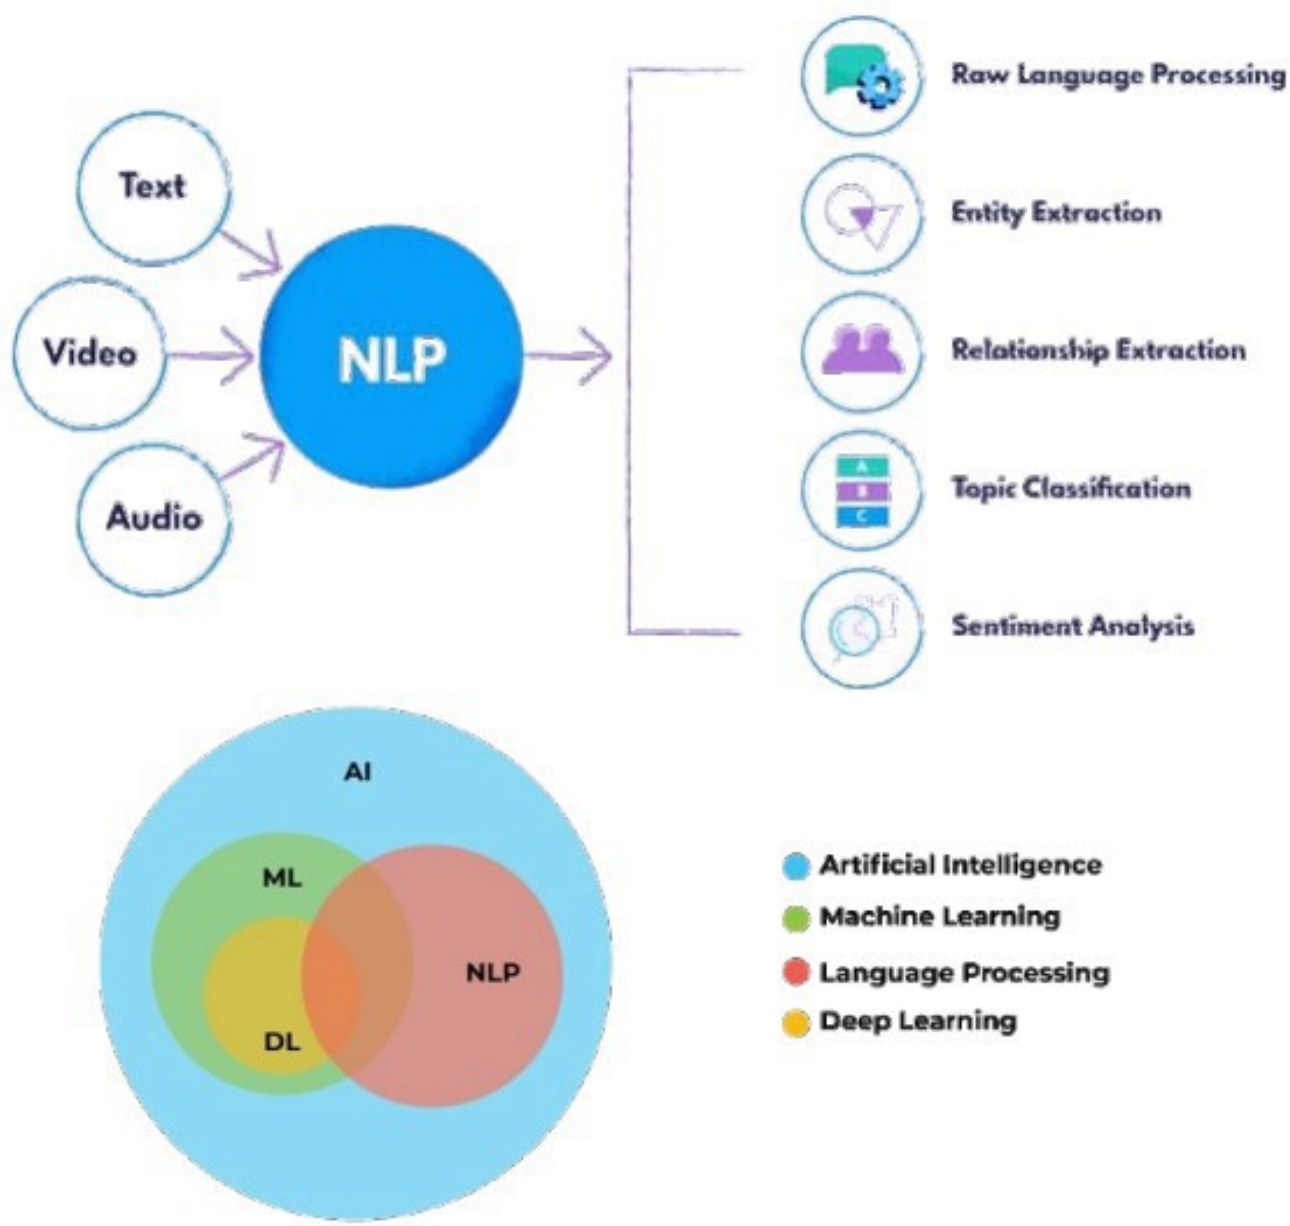 Text
Video
Audio
NLP
Raw Language Processing
Entity Extraction
Relationship Extraction
A
B
C
Topic Classification
Sentiment Analysis
AI
ML
NLP
DL
Artificial Intelligence
Machine Learning
Language Processing
Deep Learning